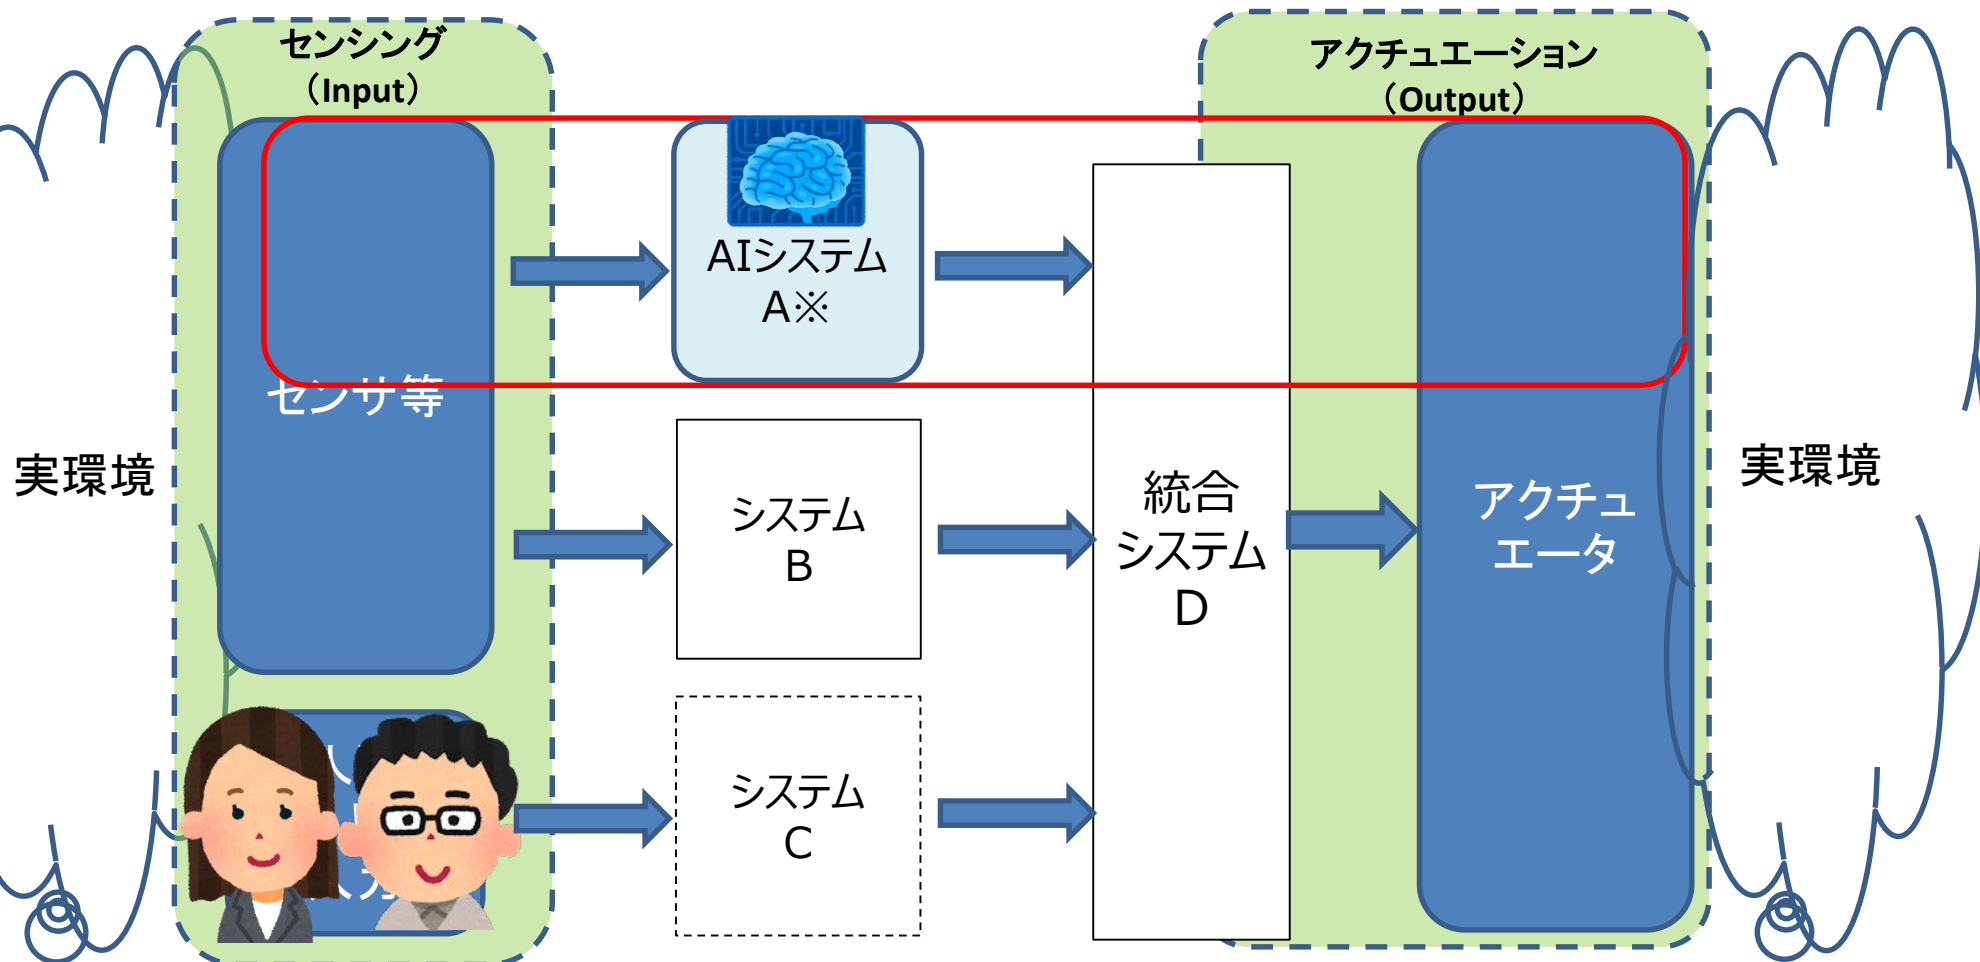 センシング
（Input）
アクチュエーション
（Output）
AIシステム
A※
センサ等
実環境
システム
B
統合
システム
D
アクチュ
エータ
実環境
システム
C